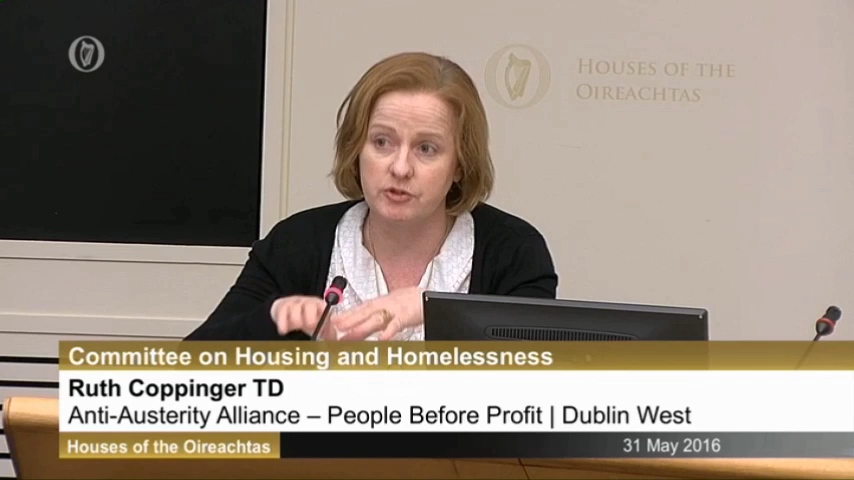 HOUSES OF THE
OIREACHTAS
Committee on Housing and Homelessness
Ruth Coppinger TD
Anti-Austerity Alliance – People Before Profit | Dublin West
Houses of the Oireachtas
31 May 2016